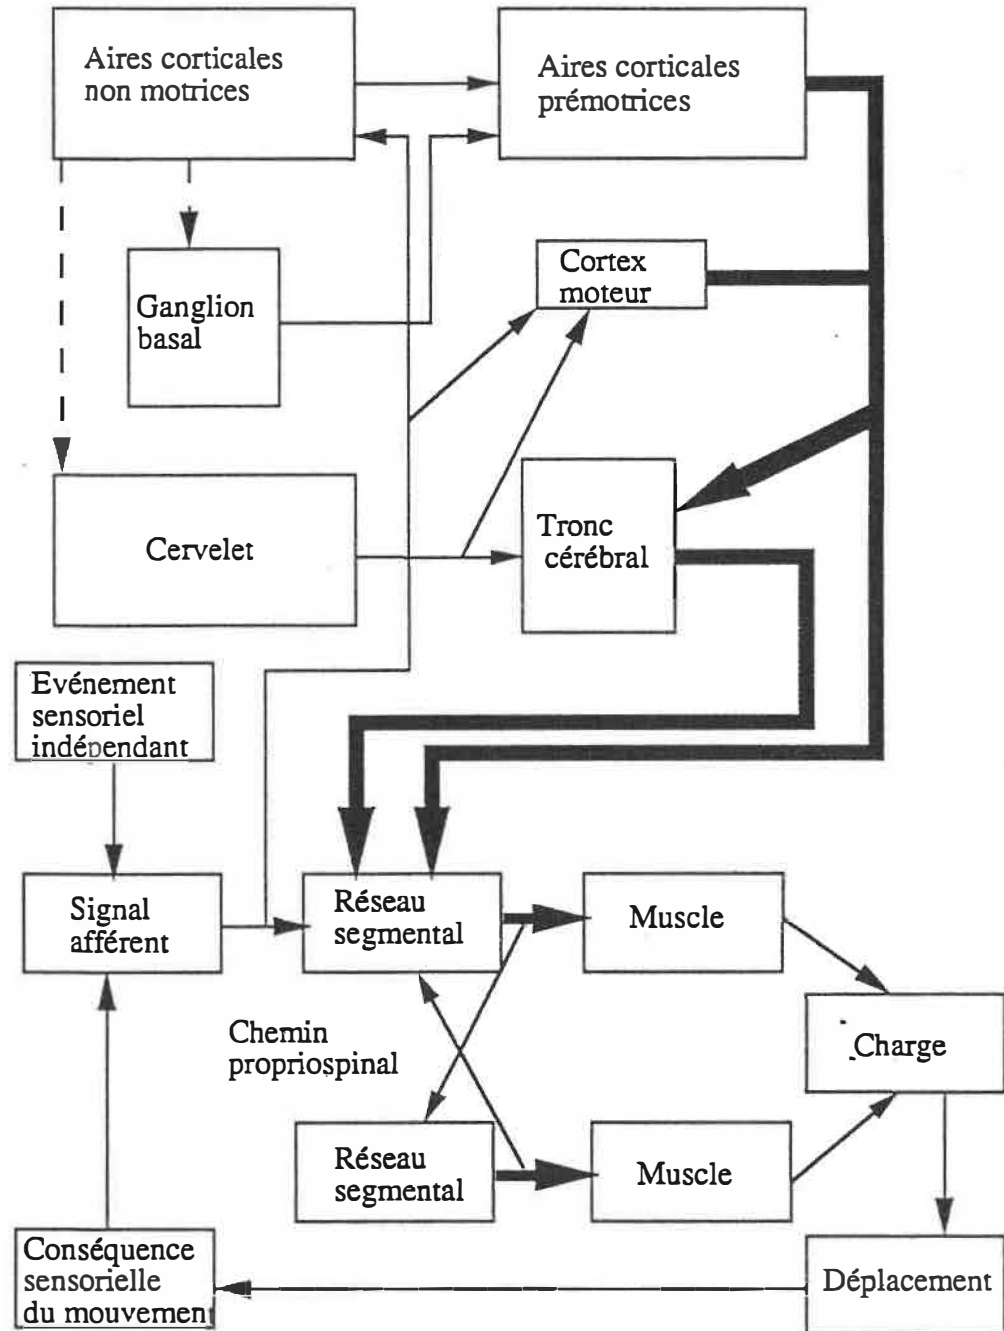 Aires corticales
non motrices
Aires corticales
prémotrices
Cortex
moteur
Ganglion
basal
Cervelet
Tronc
cérébral
Evénement
sensoriel
indépendant
Signal
afférent
Réseau
segmental
Muscle
Charge
Chemin
propriospinal
Réseau
segmental
Muscle
Conséquence
sensorielle
du mouvement
Déplacement